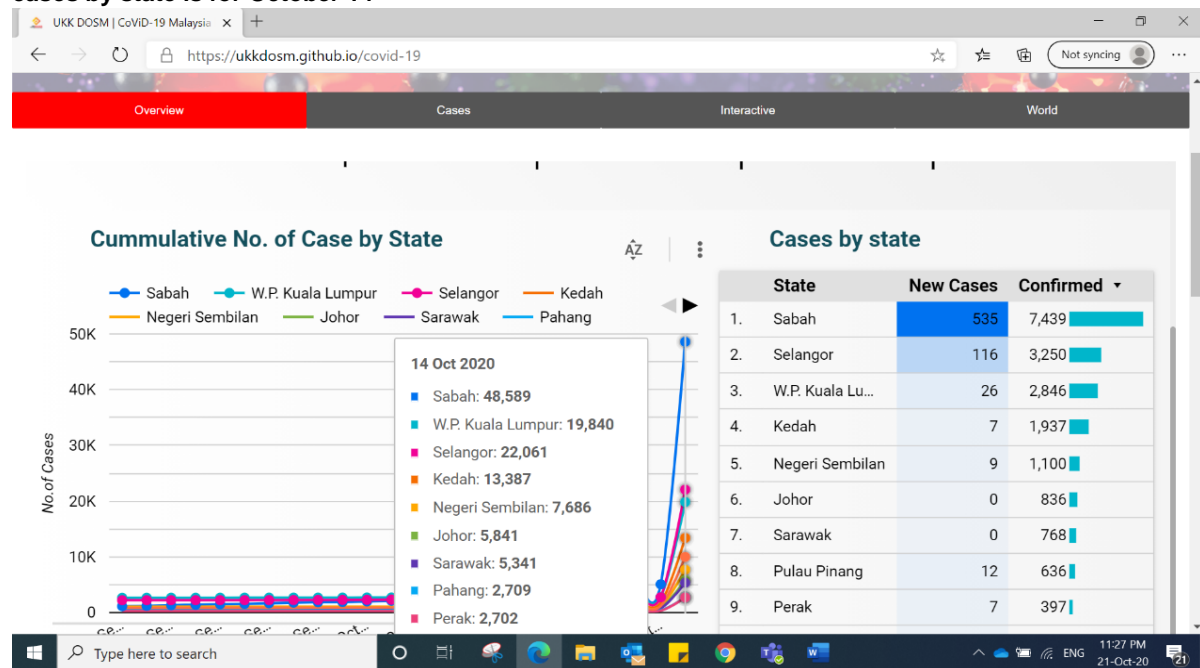 UKK DOSM | CoViD-19 Malaysia
https://ukkdosm.github.io/covid-19
Not syncing
Overview Cases Interactive World
Cummulative No. of Case by State
AZ
Sabah W.P. Kuala Lumpur Selangor Kedah
Negeri Sembilan Johor Sarawak Pahang
50K
40K
30K
20K
10K
0
No.of Cases
14 Oct 2020
Sabah: 48,589
W.P. Kuala Lumpur: 19,840
Selangor: 22,061
Kedah: 13,387
Negeri Sembilan: 7,686
Johor: 5,841
Sarawak: 5,341
Pahang: 2,709
Perak: 2,702
Cases by state
State New Cases Confirmed
1. Sabah 535 7,439
2. Selangor 116 3,250
3. W.P. Kuala Lu... 26 2,846
4. Kedah 7 1,937
5. Negeri Sembilan 9 1,100
6. Johor 0 836
7. Sarawak 0 768
8. Pulau Pinang 12 636
9. Perak 7 397
Type here to search
ENG
11:27 PM
21-Oct-20
21